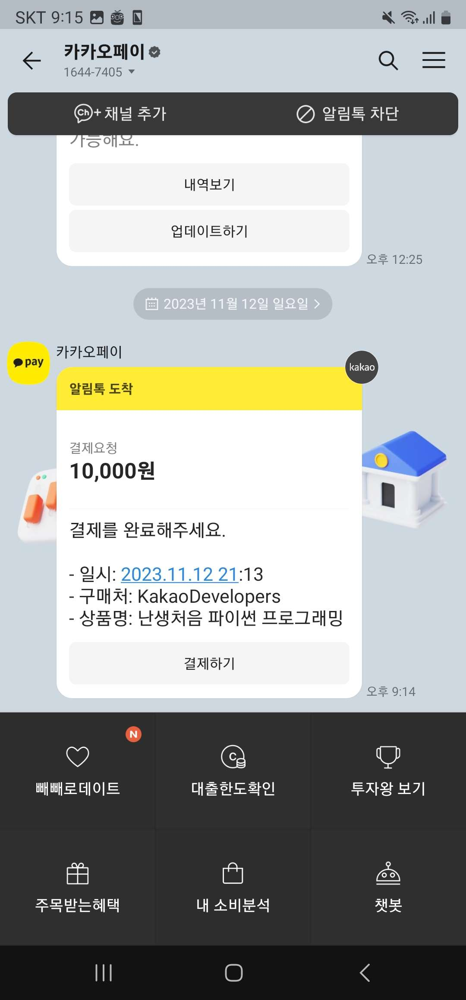 SKT 9:15
카카오페이
1644-7405
Ch+ 채널 추가
알림톡 차단
가능해요.
내역보기
업데이트하기
오후 12:25
2023년 11월 12일 일요일
pay
카카오페이
kakao
알림톡 도착
결제요청
10,000원
결제를 완료해주세요.
- 일시: 2023.11.12 21:13
- 구매처: KakaoDevelopers
- 상품명: 난생처음 파이썬 프로그래밍
결제하기
오후 9:14
N
빼빼로데이트
C
대출한도확인
투자왕 보기
주목받는혜택
내 소비분석
챗봇